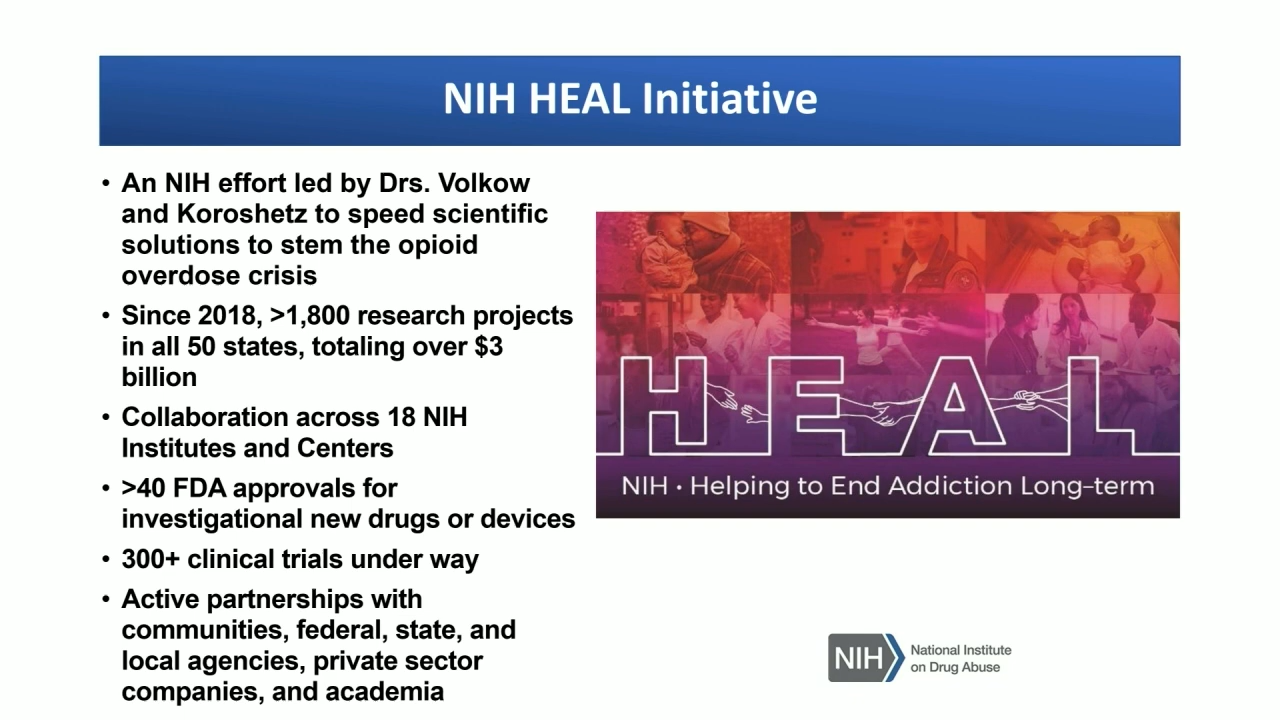 NIH HEAL Initiative
• An NIH effort led by Drs. Volkow
and Koroshetz to speed scientific
solutions to stem the opioid
overdose crisis
• Since 2018, >1,800 research projects
in all 50 states, totaling over $3
billion
• Collaboration across 18 NIH
Institutes and Centers
• >40 FDA approvals for
investigational new drugs or devices
• 300+ clinical trials under way
• Active partnerships with
communities, federal, state, and
local agencies, private sector
companies, and academia
HEAL
NIH • Helping to End Addiction Long–term
NIH
National Institute
on Drug Abuse